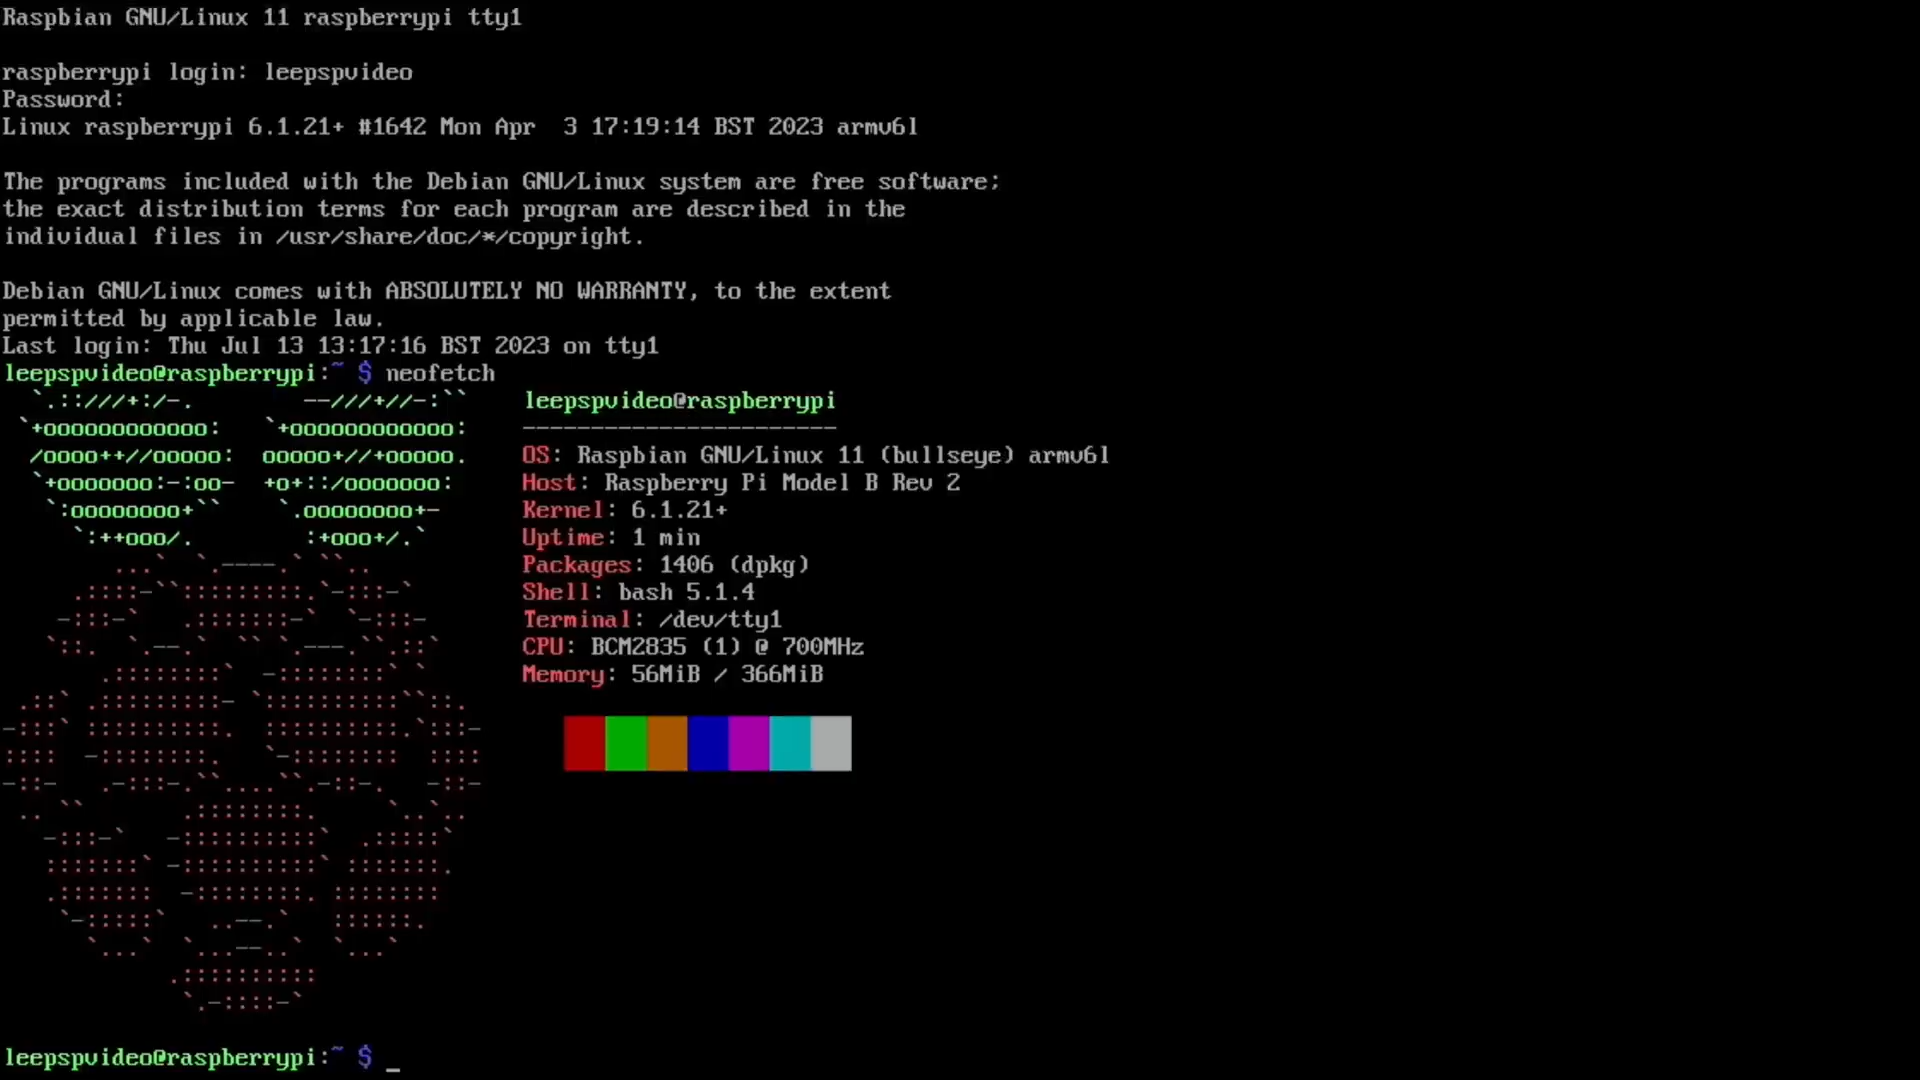 Raspbian GNU/Linux 11 raspberrypi tty1
raspberrypi login: leepspvideo
Password:
Linux raspberrypi 6.1.21+ #1642 Mon Apr  3 17:19:14 BST 2023 armv6l
The programs included with the Debian GNU/Linux system are free software;
the exact distribution terms for each program are described in the
individual files in /usr/share/doc/*/copyright.
Debian GNU/Linux comes with ABSOLUTELY NO WARRANTY, to the extent
permitted by applicable law.
Last login: Thu Jul 13 13:17:16 BST 2023 on tty1
leepspvideo@raspberrypi:~ $ neofetch
leepspvideo@raspberrypi
-----------------------
OS: Raspbian GNU/Linux 11 (bullseye) armv6l
Host: Raspberry Pi Model B Rev 2
Kernel: 6.1.21+
Uptime: 1 min
Packages: 1406 (dpkg)
Shell: bash 5.1.4
Terminal: /dev/tty1
CPU: BCM2835 (1) @ 700MHz
Memory: 56MiB / 366MiB
leepspvideo@raspberrypi:~ $ _